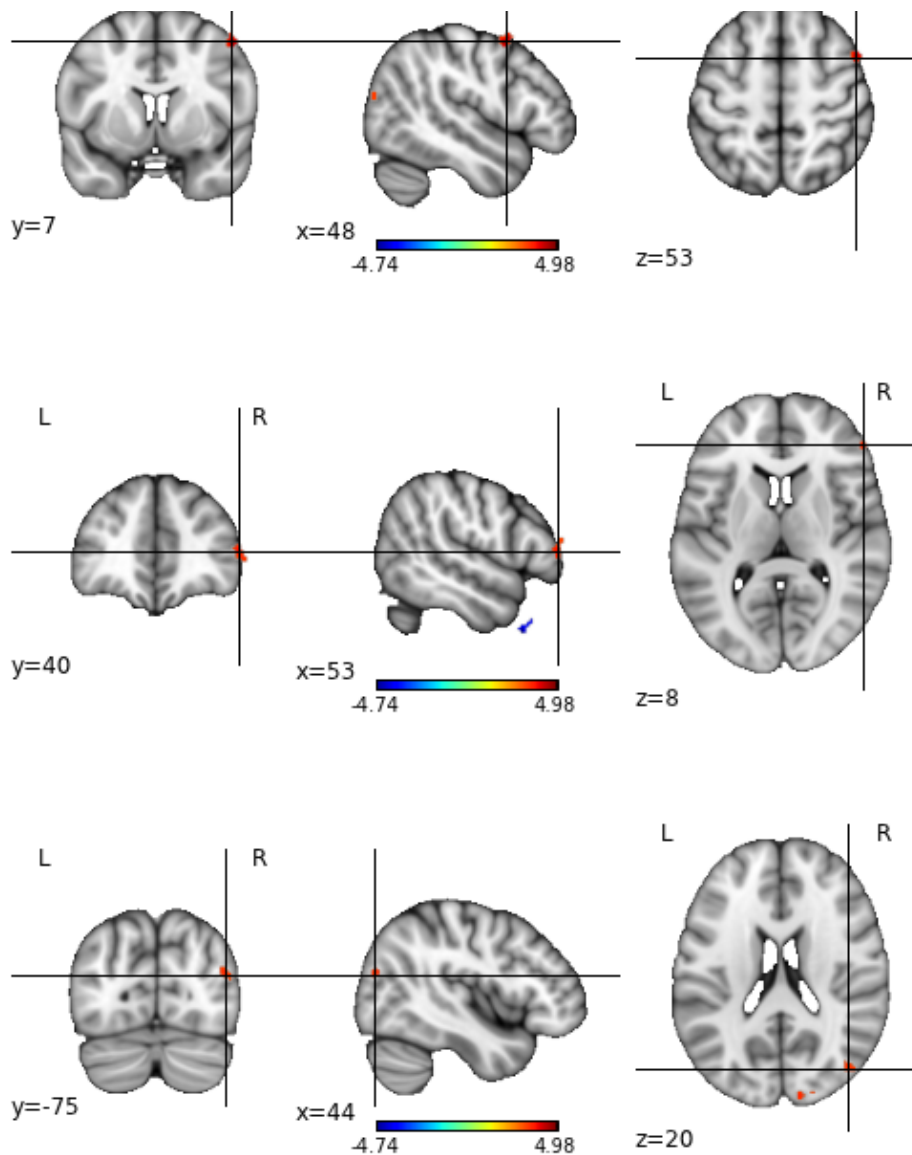 y=7
x=48
-4.74 4.98
z=53
L R
L R
y=40
x=53
-4.74 4.98
z=8
L R
L R
y=-75
x=44
-4.74 4.98
z=20